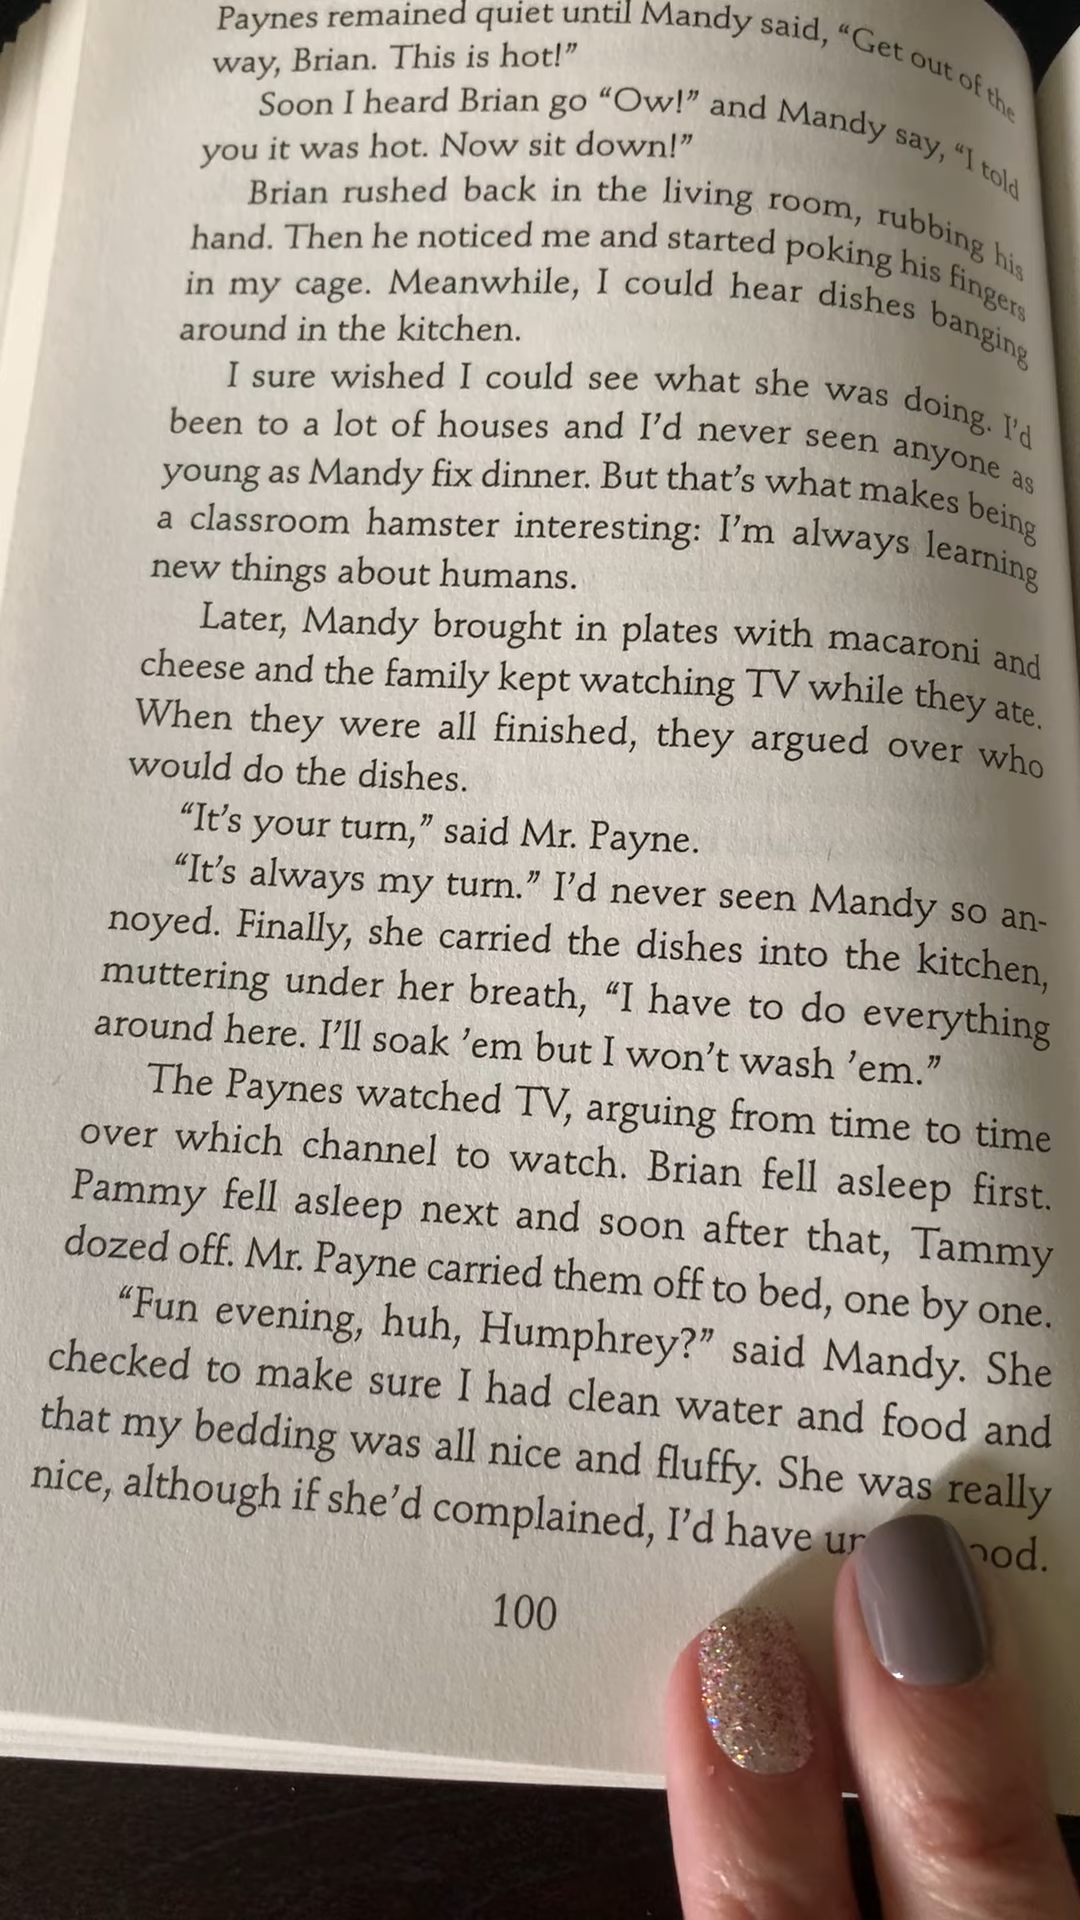 Paynes remained quiet until Mandy said, “Get out of the
way, Brian. This is hot!”
Soon I heard Brian go “Ow!” and Mandy say, “I told
you it was hot. Now sit down!”
Brian rushed back in the living room, rubbing his
hand. Then he noticed me and started poking his fingers
in my cage. Meanwhile, I could hear dishes banging
around in the kitchen.
I sure wished I could see what she was doing. I’d
been to a lot of houses and I’d never seen anyone as
young as Mandy fix dinner. But that’s what makes being
a classroom hamster interesting: I’m always learning
new things about humans.
Later, Mandy brought in plates with macaroni and
cheese and the family kept watching TV while they ate.
When they were all finished, they argued over who
would do the dishes.
“It’s your turn,” said Mr. Payne.
“It’s always my turn.” I’d never seen Mandy so an-
noyed. Finally, she carried the dishes into the kitchen,
muttering under her breath, “I have to do everything
around here. I’ll soak ’em but I won’t wash ’em.”
The Paynes watched TV, arguing from time to time
over which channel to watch. Brian fell asleep first.
Pammy fell asleep next and soon after that, Tammy
dozed off. Mr. Payne carried them off to bed, one by one.
“Fun evening, huh, Humphrey?” said Mandy. She
checked to make sure I had clean water and food and
that my bedding was all nice and fluffy. She was really
nice, although if she’d complained, I’d have
100